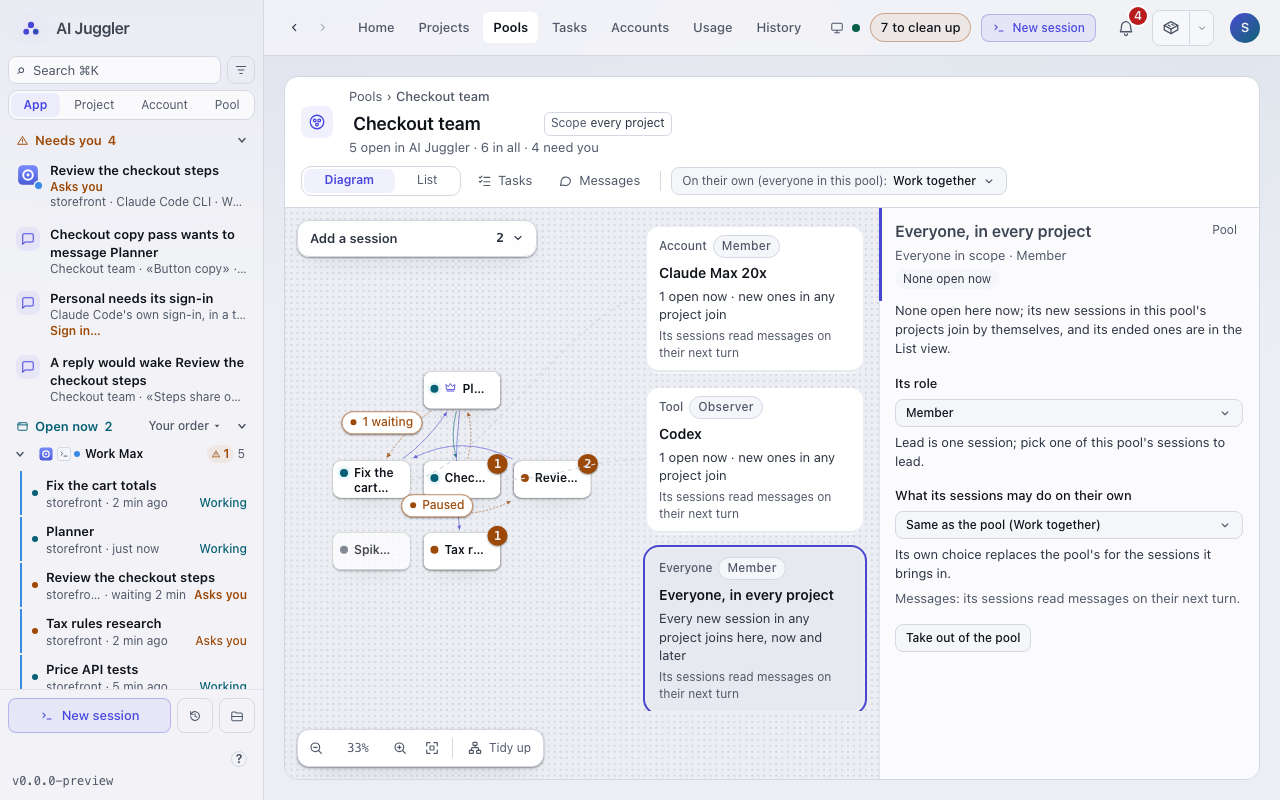 AI Juggler
Search ⌘K
App Project Account Pool
Needs you 4
Review the checkout steps
Asks you
storefront · Claude Code CLI · W…
Checkout copy pass wants to
message Planner
Checkout team · «Button copy» ·…
Personal needs its sign-in
Claude Code's own sign-in, in a t…
Sign in…
A reply would wake Review the
checkout steps
Checkout team · «Steps share o…
Open now 2 Your order
Work Max 1 5
Fix the cart totals
storefront · 2 min ago Working
Planner
storefront · just now Working
Review the checkout steps
storefro… · waiting 2 min Asks you
Tax rules research
storefront · 2 min ago Asks you
Price API tests
storefront · 5 min ago Working
New session
?
v0.0.0-preview
Home Projects Pools Tasks Accounts Usage History
7 to clean up
New session
4
S
Pools › Checkout team
Checkout team
Scope every project
5 open in AI Juggler · 6 in all · 4 need you
Diagram List Tasks Messages
On their own (everyone in this pool): Work together
Add a session 2
Pl…
1 waiting
Fix the
cart…
1
Chec…
2
Revie…
Paused
Spik…
1
Tax r…
33%
Tidy up
Account Member
Claude Max 20x
1 open now · new ones in any
project join
Its sessions read messages on
their next turn
Tool Observer
Codex
1 open now · new ones in any
project join
Its sessions read messages on
their next turn
Everyone Member
Everyone, in every project
Every new session in any
project joins here, now and
later
Its sessions read messages on
their next turn
Everyone, in every project Pool
Everyone in scope · Member
None open now
None open here now; its new sessions in this pool's
projects join by themselves, and its ended ones are in the
List view.
Its role
Member
Lead is one session; pick one of this pool's sessions to
lead.
What its sessions may do on their own
Same as the pool (Work together)
Its own choice replaces the pool's for the sessions it
brings in.
Messages: its sessions read messages on their next turn.
Take out of the pool